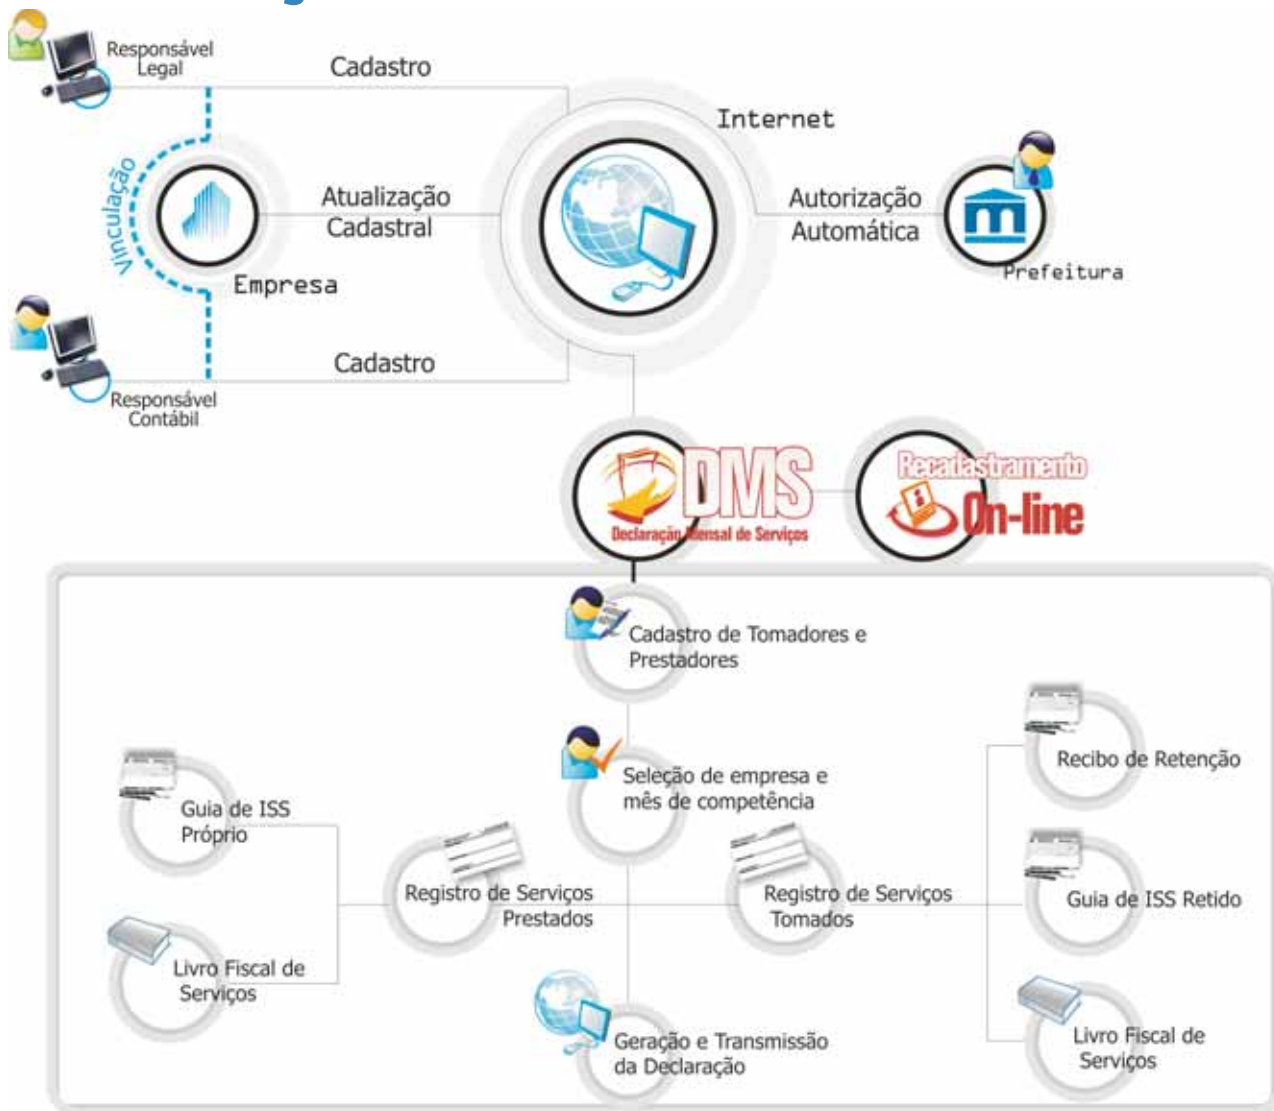 Responsável
Legal
Cadastro
Internet
Vinculação
Atualização
Cadastral
Autorização
Automática
Empresa
Prefeitura
Cadastro
Responsável
Contábil
DMS
Declaração Mensal de Serviços
Recadastramento
On-line
Cadastro de Tomadores e
Prestadores
Seleção de empresa e
mês de competência
Recibo de Retenção
Guia de ISS
Próprio
Registro de Serviços
Prestados
Registro de Serviços
Tomados
Guia de ISS Retido
Livro Fiscal de
Serviços
Geração e Transmissão
da Declaração
Livro Fiscal de
Serviços